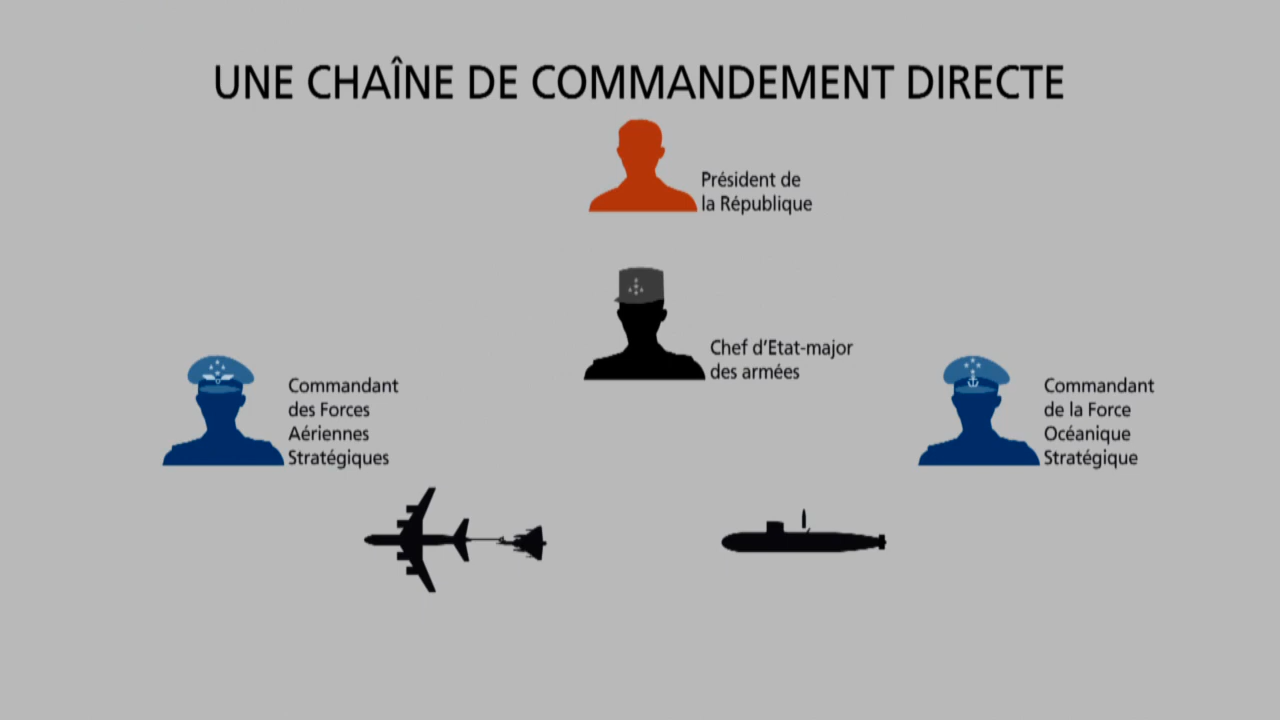 UNE CHAÎNE DE COMMANDEMENT DIRECTE
Président de
la République
Chef d'Etat-major
des armées
Commandant
des Forces
Aériennes
Stratégiques
Commandant
de la Force
Océanique
Stratégique